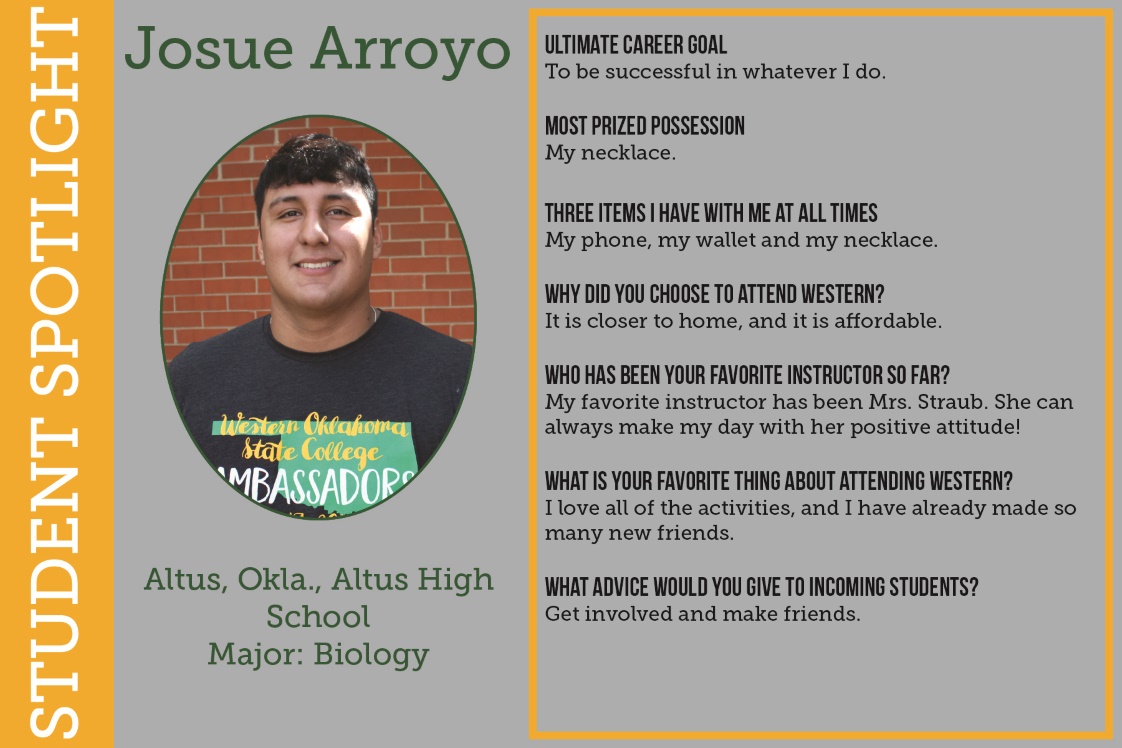 STUDENT SPOTLIGHT
Josue Arroyo
Western Oklahoma
State College
AMBASSADORS
Altus, Okla., Altus High
School
Major: Biology
ULTIMATE CAREER GOAL
To be successful in whatever I do.
MOST PRIZED POSSESSION
My necklace.
THREE ITEMS I HAVE WITH ME AT ALL TIMES
My phone, my wallet and my necklace.
WHY DID YOU CHOOSE TO ATTEND WESTERN?
It is closer to home, and it is affordable.
WHO HAS BEEN YOUR FAVORITE INSTRUCTOR SO FAR?
My favorite instructor has been Mrs. Straub. She can
always make my day with her positive attitude!
WHAT IS YOUR FAVORITE THING ABOUT ATTENDING WESTERN?
I love all of the activities, and I have already made so
many new friends.
WHAT ADVICE WOULD YOU GIVE TO INCOMING STUDENTS?
Get involved and make friends.